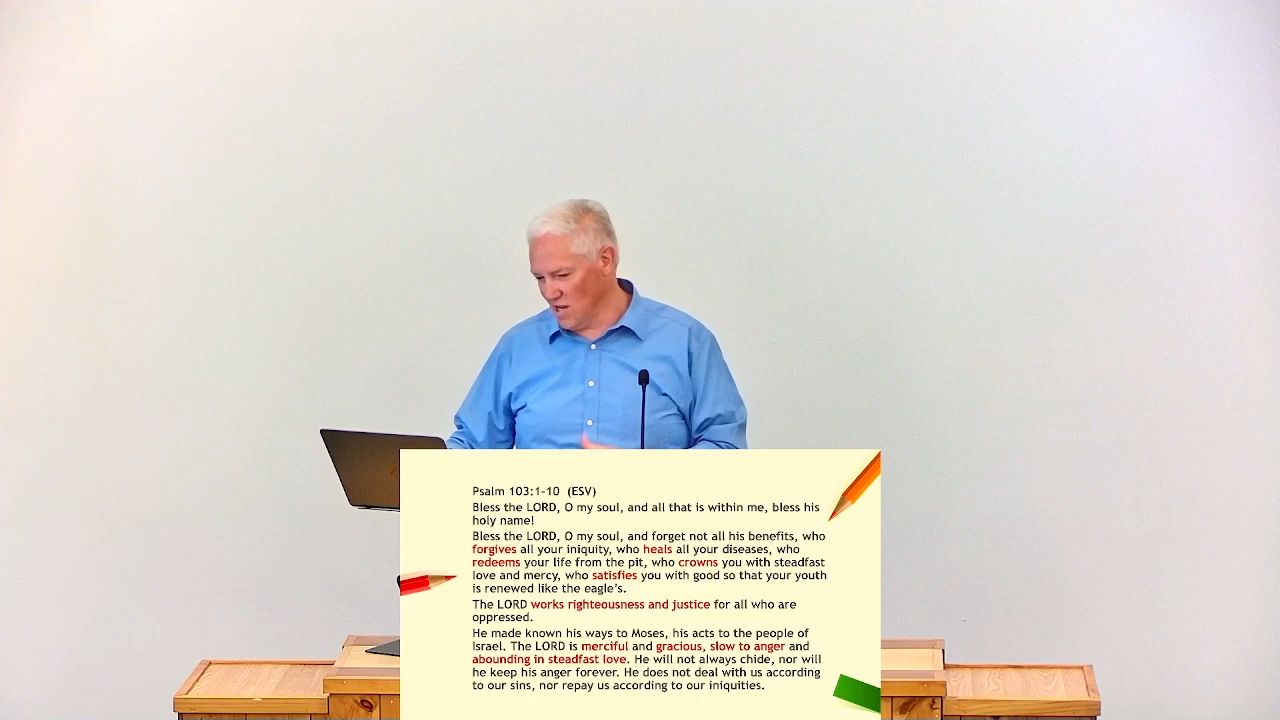 Psalm 103:1-10 (ESV)
Bless the LORD, O my soul, and all that is within me, bless his
holy name!
Bless the LORD, O my soul, and forget not all his benefits, who
forgives all your iniquity, who heals all your diseases, who
redeems your life from the pit, who crowns you with steadfast
love and mercy, who satisfies you with good so that your youth
is renewed like the eagle's.
The LORD works righteousness and justice for all who are
oppressed.
He made known his ways to Moses, his acts to the people of
Israel. The LORD is merciful and gracious, slow to anger and
abounding in steadfast love. He will not always chide, nor will
he keep his anger forever. He does not deal with us according
to our sins, nor repay us according to our iniquities.